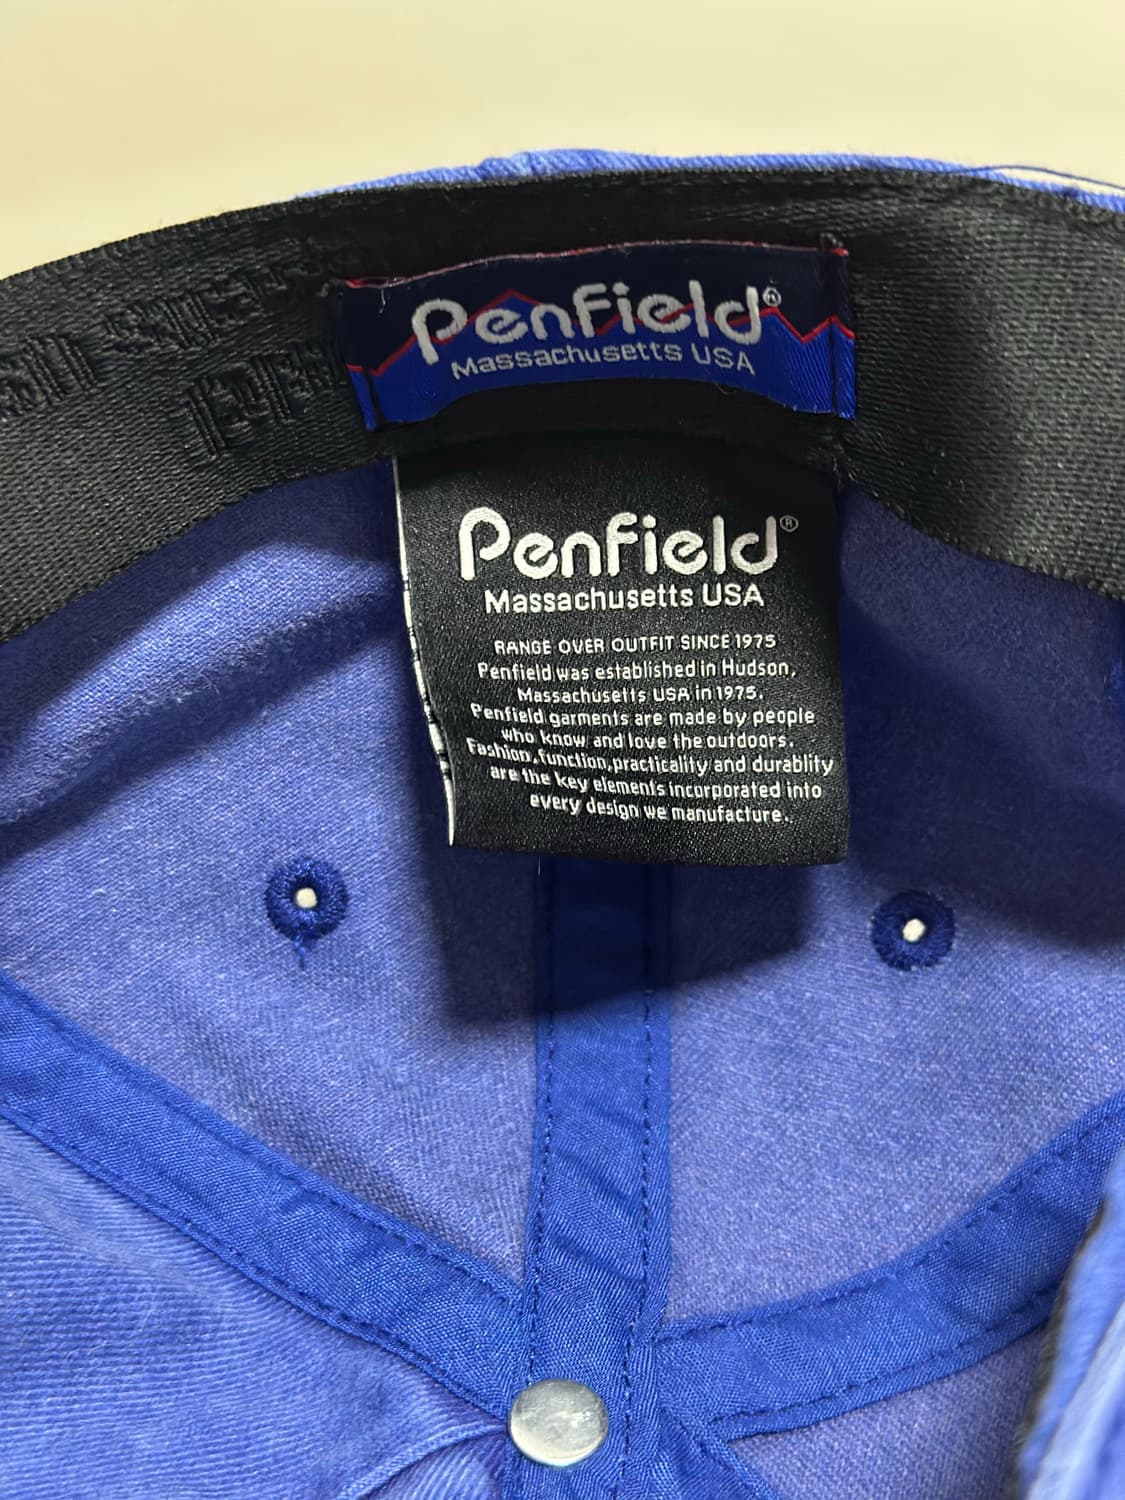 Penfield®
Massachusetts USA
Penfield®
Massachusetts USA
RANGE OVER OUTFIT SINCE 1975
Penfield was established in Hudson,
Massachusetts USA in 1975.
Penfield garments are made by people
who know and love the outdoors.
Fashion,function,practicality and durablity
are the key elements incorporated into
every design we manufacture.